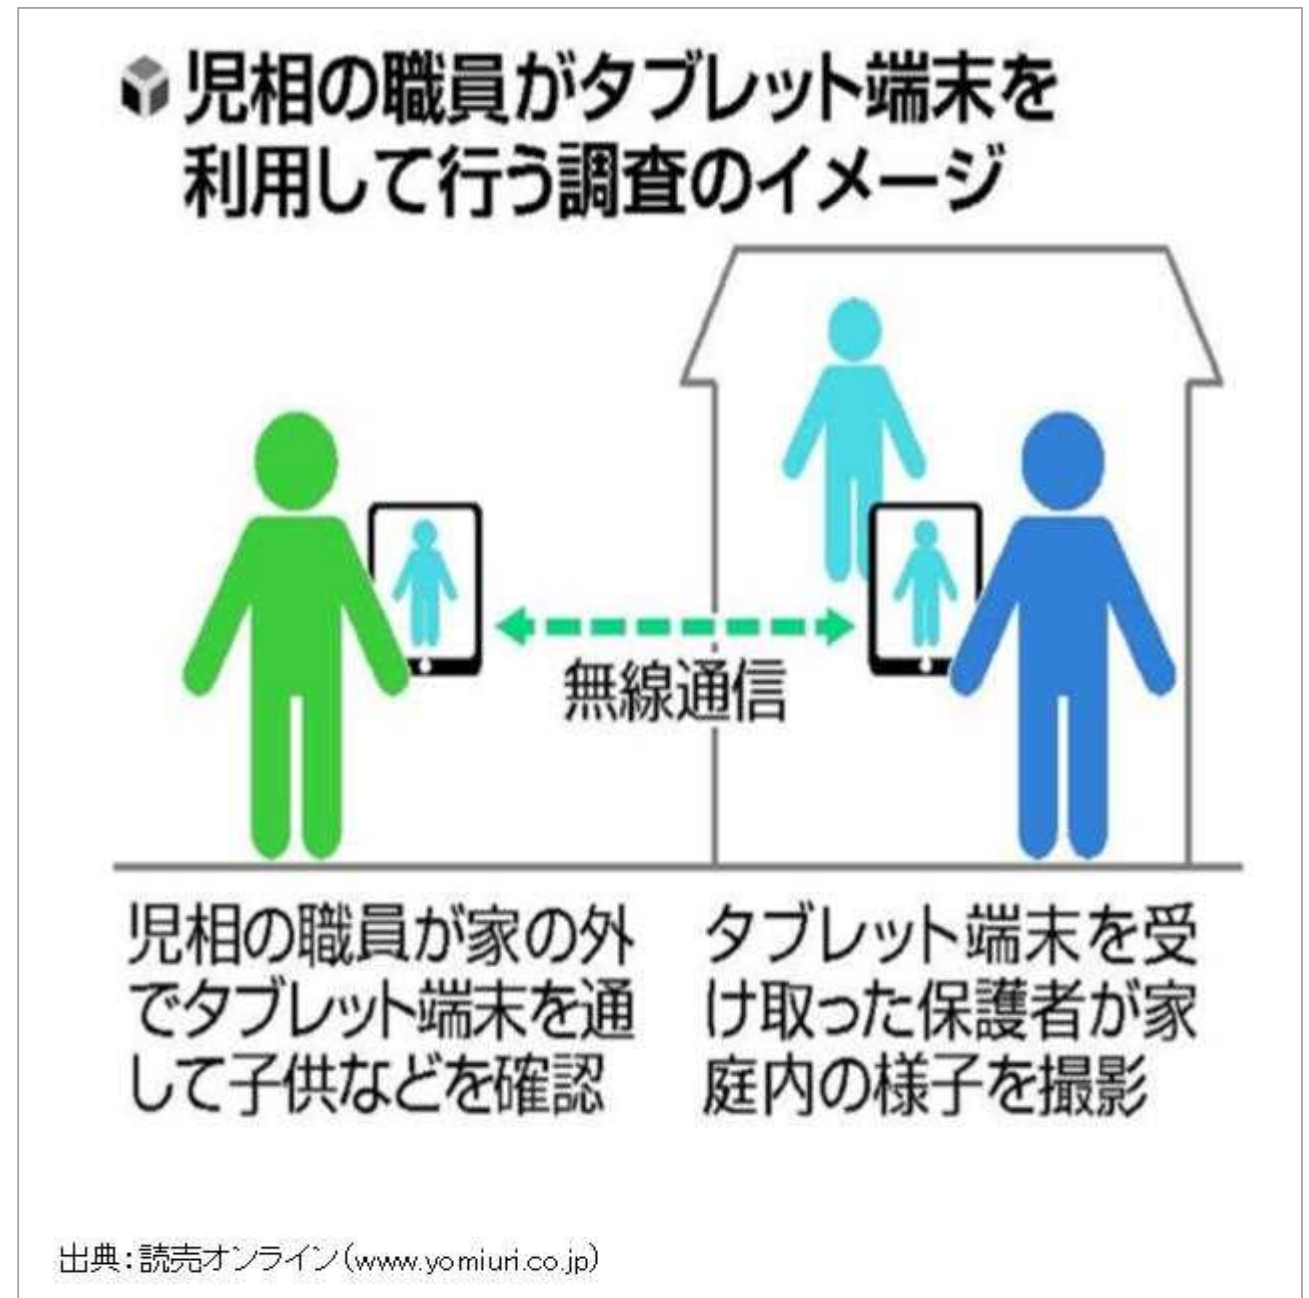 児相の職員がタブレット端末を
利用して行う調査のイメージ
無線通信
児相の職員が家の外
でタブレット端末を通
して子供などを確認
タブレット端末を受
け取った保護者が家
庭内の様子を撮影
出典：読売オンライン（www.yomiuri.co.jp）